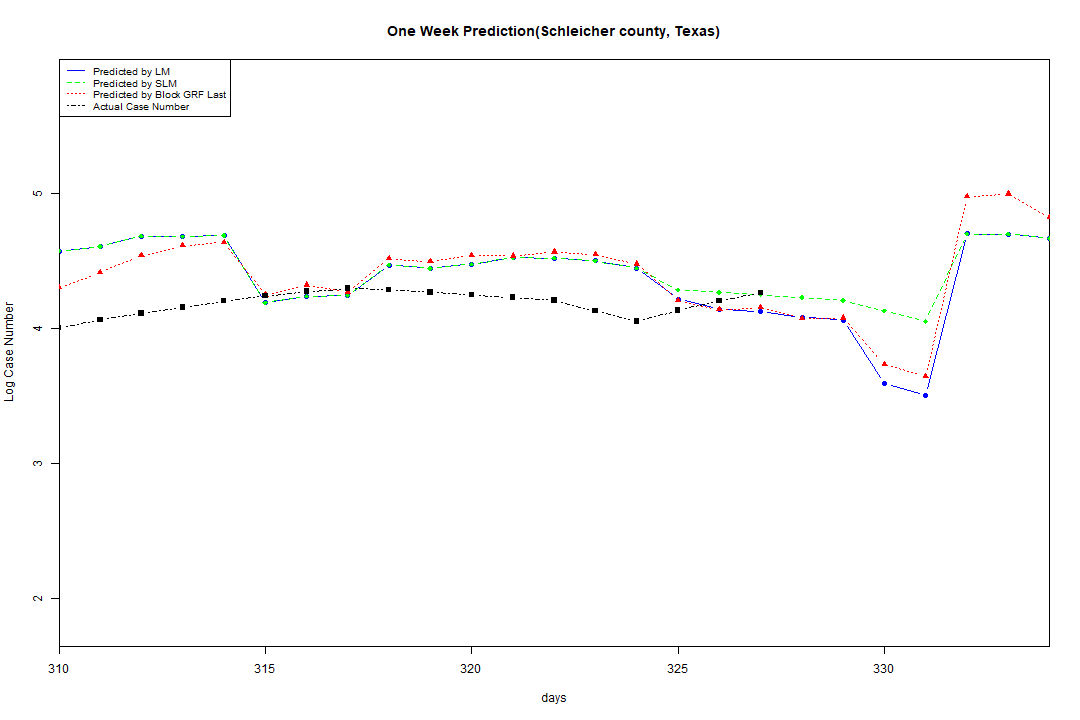 One Week Prediction(Schleicher county, Texas)
Predicted by LM
Predicted by SLM
Predicted by Block GRF Last
Actual Case Number
5
4
3
2
Log Case Number
310 315 320 325 330
days